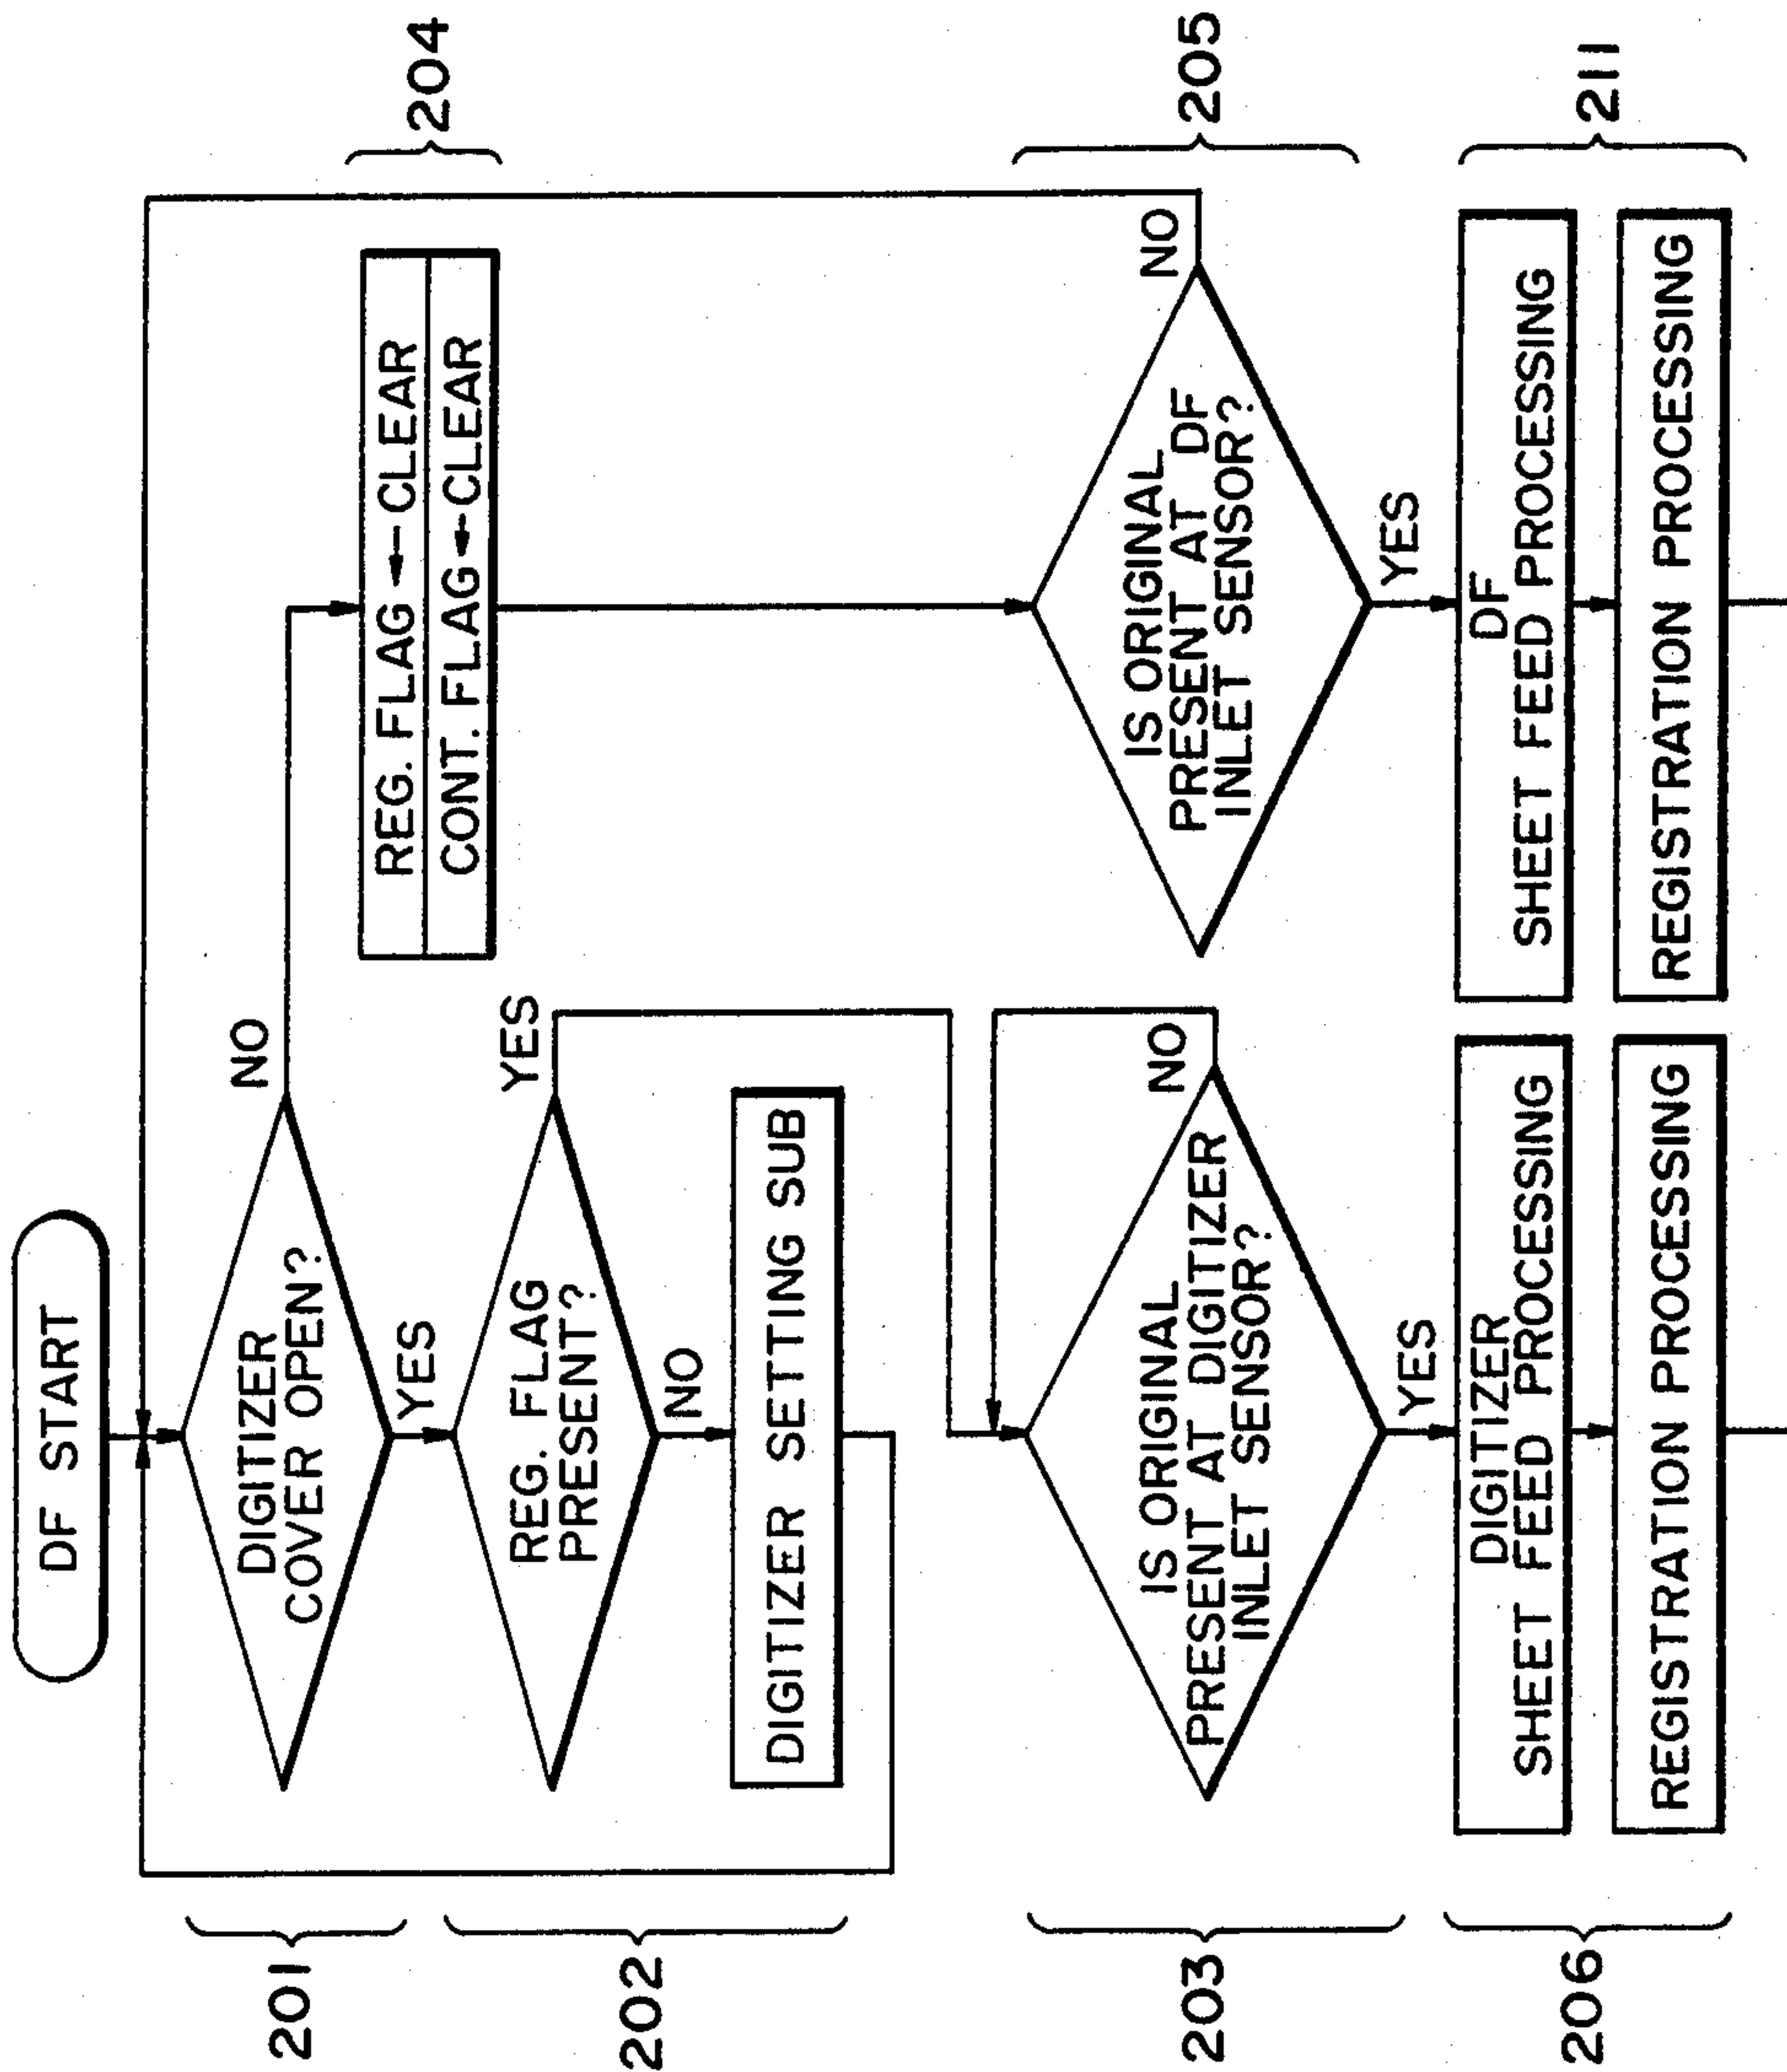 DF START
DIGITIZER
COVER OPEN?
NO
YES
201
REG. FLAG
PRESENT?
YES
NO
DIGITIZER SETTING SUB
202
REG. FLAG ← CLEAR
CONT. FLAG ← CLEAR
204
IS ORIGINAL
PRESENT AT DIGITIZER
INLET SENSOR?
NO
YES
203
IS ORIGINAL
PRESENT AT DF
INLET SENSOR?
NO
YES
205
DIGITIZER
SHEET FEED PROCESSING
REGISTRATION PROCESSING
206
DF
SHEET FEED PROCESSING
REGISTRATION PROCESSING
211